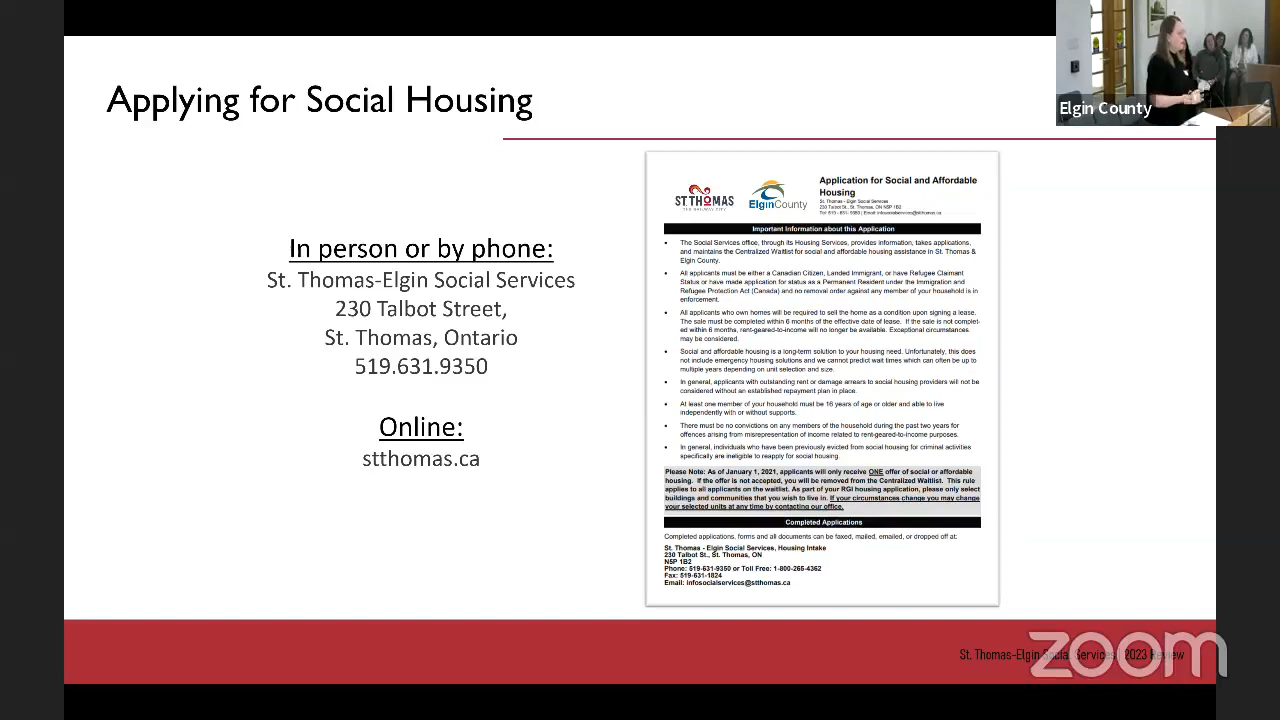 Applying for Social Housing
Elgin County
In person or by phone:
St. Thomas-Elgin Social Services
230 Talbot Street,
St. Thomas, Ontario
519.631.9350
Online:
stthomas.ca
ST THOMAS
THE RAILWAY CITY
ElginCounty
Application for Social and Affordable
Housing
St. Thomas - Elgin Social Services
230 Talbot St., St. Thomas, ON N5P 1B2
Tel: 519 - 631- 9350 | Email: infosocialservices@stthomas.ca
Important Information about this Application
• The Social Services office, through its Housing Services, provides information, takes applications,
and maintains the Centralized Waitlist for social and affordable housing assistance in St. Thomas &
Elgin County.
• All applicants must be either a Canadian Citizen, Landed Immigrant, or have Refugee Claimant
Status or have made application for status as a Permanent Resident under the Immigration and
Refugee Protection Act (Canada) and no removal order against any member of your household is in
enforcement.
• All applicants who own homes will be required to sell the home as a condition upon signing a lease.
The sale must be completed within 6 months of the effective date of lease. If the sale is not complet-
ed within 6 months, rent-geared-to-income will no longer be available. Exceptional circumstances
may be considered.
• Social and affordable housing is a long-term solution to your housing need. Unfortunately, this does
not include emergency housing solutions and we cannot predict wait times which can often be up to
multiple years depending on unit selection and size.
• In general, applicants with outstanding rent or damage arrears to social housing providers will not be
considered without an established repayment plan in place.
• At least one member of your household must be 16 years of age or older and able to live
independently with or without supports.
• There must be no convictions on any members of the household during the past two years for
offences arising from misrepresentation of income related to rent-geared-to-income purposes.
• In general, individuals who have been previously evicted from social housing for criminal activities
specifically are ineligible to reapply for social housing.
Please Note: As of January 1, 2021, applicants will only receive ONE offer of social or affordable
housing. If the offer is not accepted, you will be removed from the Centralized Waitlist. This rule
applies to all applicants on the waitlist. As part of your RGI housing application, please only select
buildings and communities that you wish to live in. If your circumstances change you may change
your selected units at any time by contacting our office.
Completed Applications
Completed applications, forms and all documents can be faxed, mailed, emailed, or dropped off at:
St. Thomas - Elgin Social Services, Housing Intake
230 Talbot St., St. Thomas, ON
N5P 1B2
Phone: 519-631-9350 or Toll Free: 1-800-265-4362
Fax: 519-631-1824
Email: infosocialservices@stthomas.ca
St. Thomas-Elgin Social Services | 2023 Review
zoom